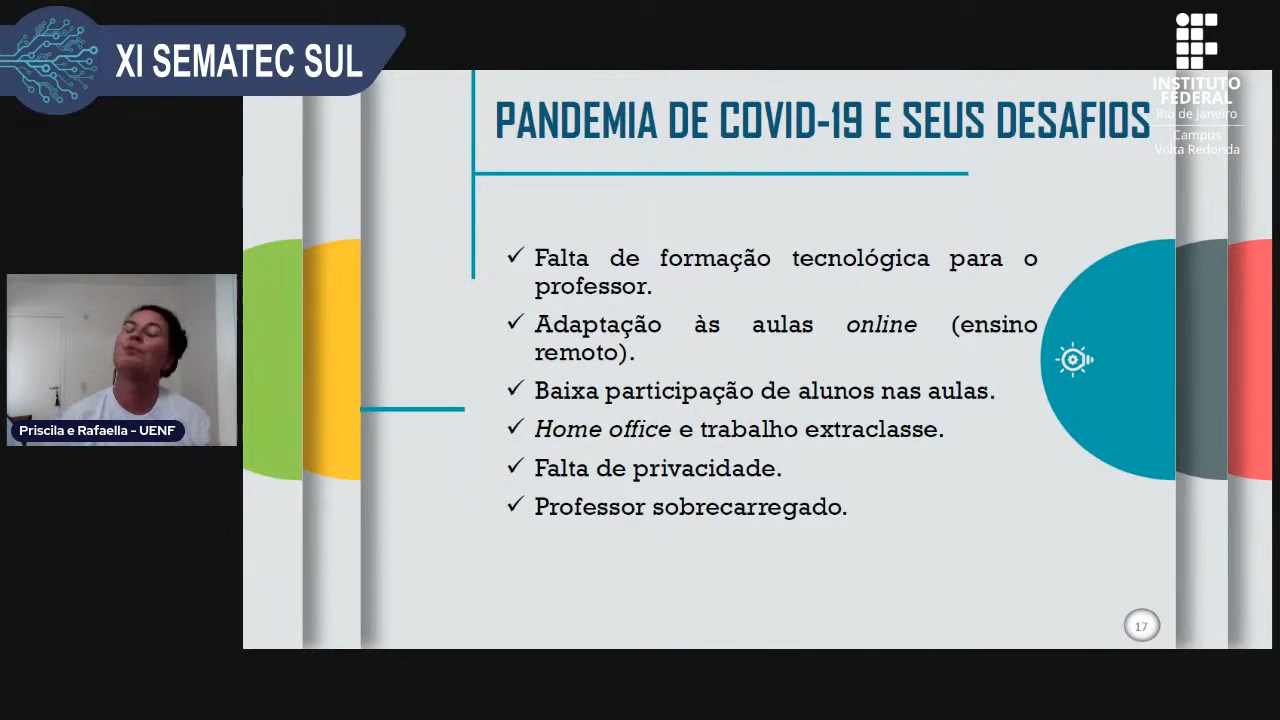 XI SEMATEC SUL
INSTITUTO
FEDERAL
Rio de Janeiro
Campus
Volta Redonda
PANDEMIA DE COVID-19 E SEUS DESAFIOS
✓ Falta de formação tecnológica para o
professor.
✓ Adaptação às aulas online (ensino
remoto).
✓ Baixa participação de alunos nas aulas.
✓ Home office e trabalho extraclasse.
✓ Falta de privacidade.
✓ Professor sobrecarregado.
Priscila e Rafaella - UENF
17